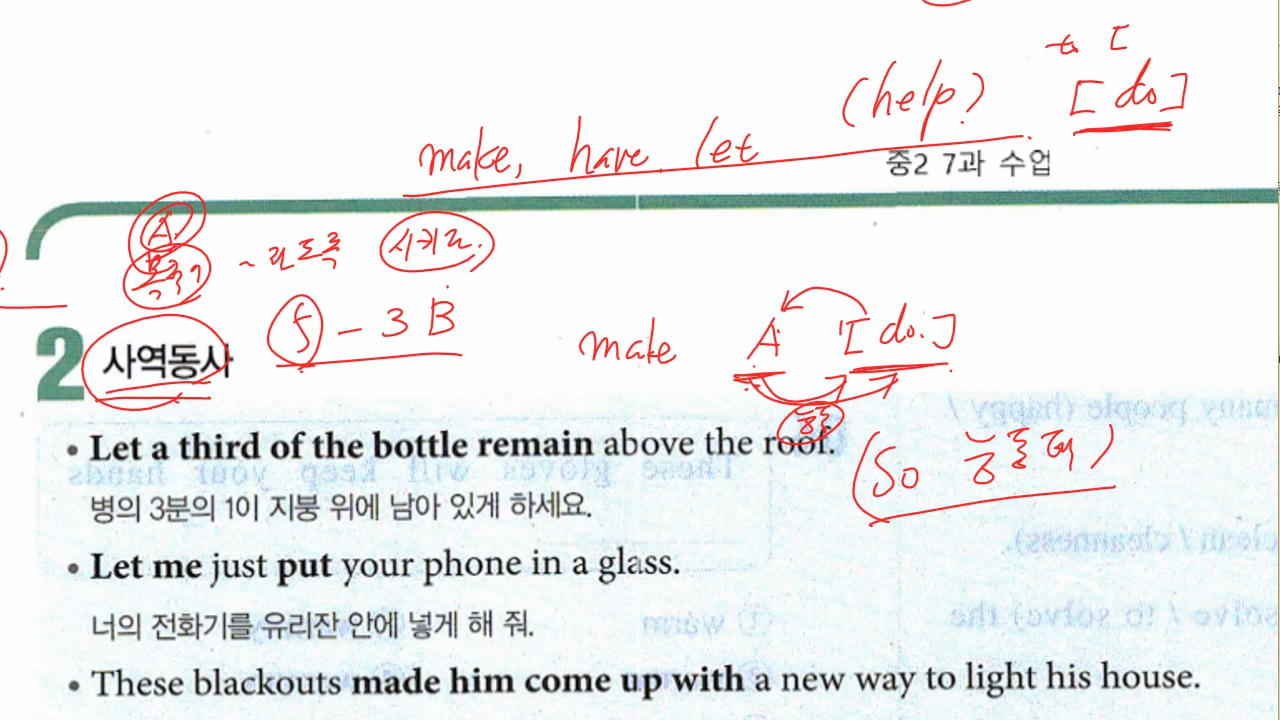 to [
(help?) [do]
make, have let
중2 7과 수업
A
~ 하도록 시키다.
2 사역동사
5 - 3 B
make A [do.]
Let a third of the bottle remain above the roof.
(So 능동적)
병의 3분의 1이 지붕 위에 남아 있게 하세요.
Let me just put your phone in a glass.
너의 전화기를 유리잔 안에 넣게 해 줘.
These blackouts made him come up with a new way to light his house.